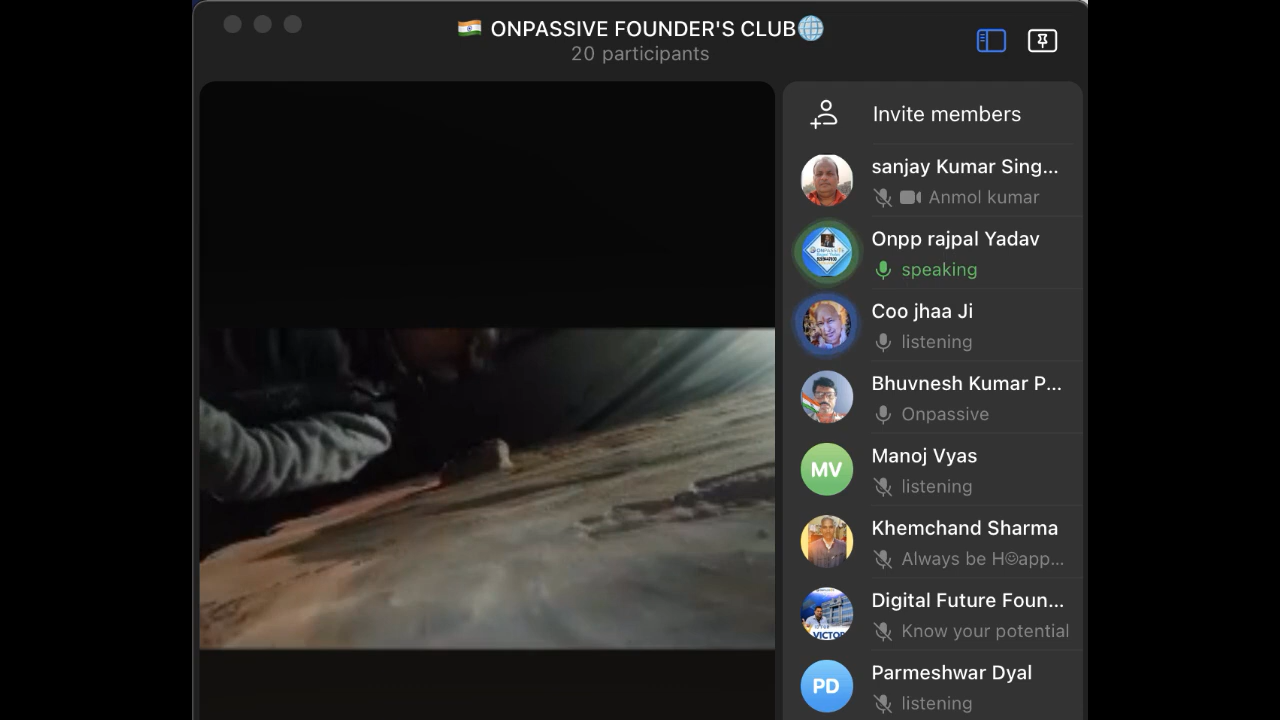 🇮🇳 ONPASSIVE FOUNDER'S CLUB🌐
20 participants
Invite members
sanjay Kumar Sing...
Anmol kumar
Onpp rajpal Yadav
speaking
Coo jhaa Ji
listening
Bhuvnesh Kumar P...
Onpassive
MV
Manoj Vyas
listening
Khemchand Sharma
Always be H☺app...
Digital Future Foun...
Know your potential
VICTOR
PD
Parmeshwar Dyal
listening